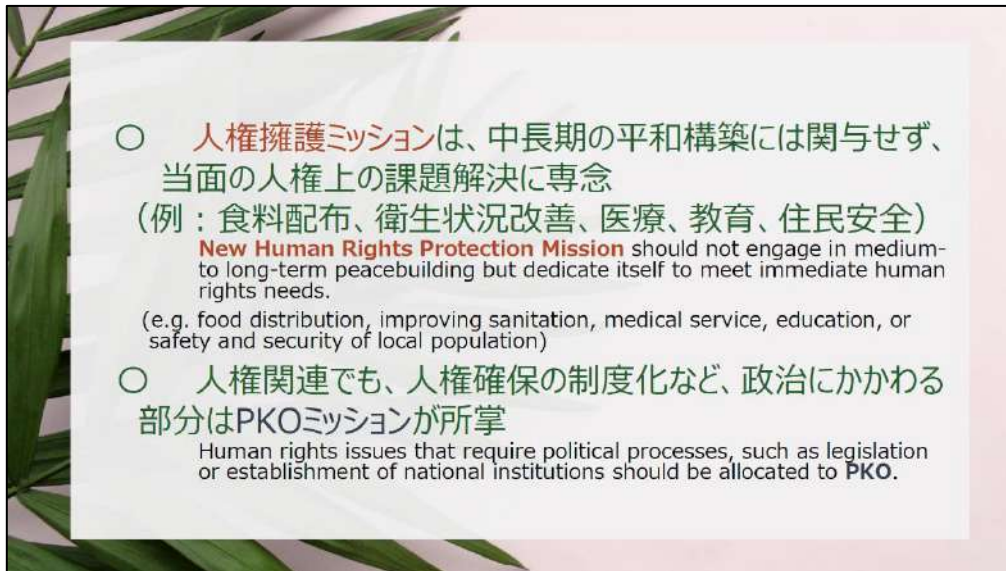 ○ 人権擁護ミッションは、中長期の平和構築には関与せず、
当面の人権上の課題解決に専念
（例：食料配布、衛生状況改善、医療、教育、住民安全）
New Human Rights Protection Mission should not engage in medium-
to long-term peacebuilding but dedicate itself to meet immediate human
rights needs.
(e.g. food distribution, improving sanitation, medical service, education, or
safety and security of local population)
○ 人権関連でも、人権確保の制度化など、政治にかかわる
部分はPKOミッションが所掌
Human rights issues that require political processes, such as legislation
or establishment of national institutions should be allocated to PKO.